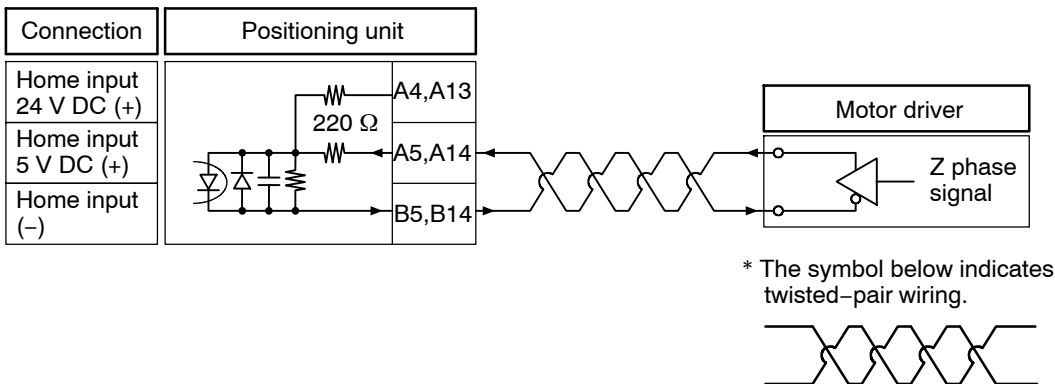 Connection
Positioning unit
Home input
24 V DC (+)
A4,A13
220 Ω
Home input
5 V DC (+)
A5,A14
Home input
(−)
B5,B14
Motor driver
Z phase
signal
* The symbol below indicates
twisted−pair wiring.